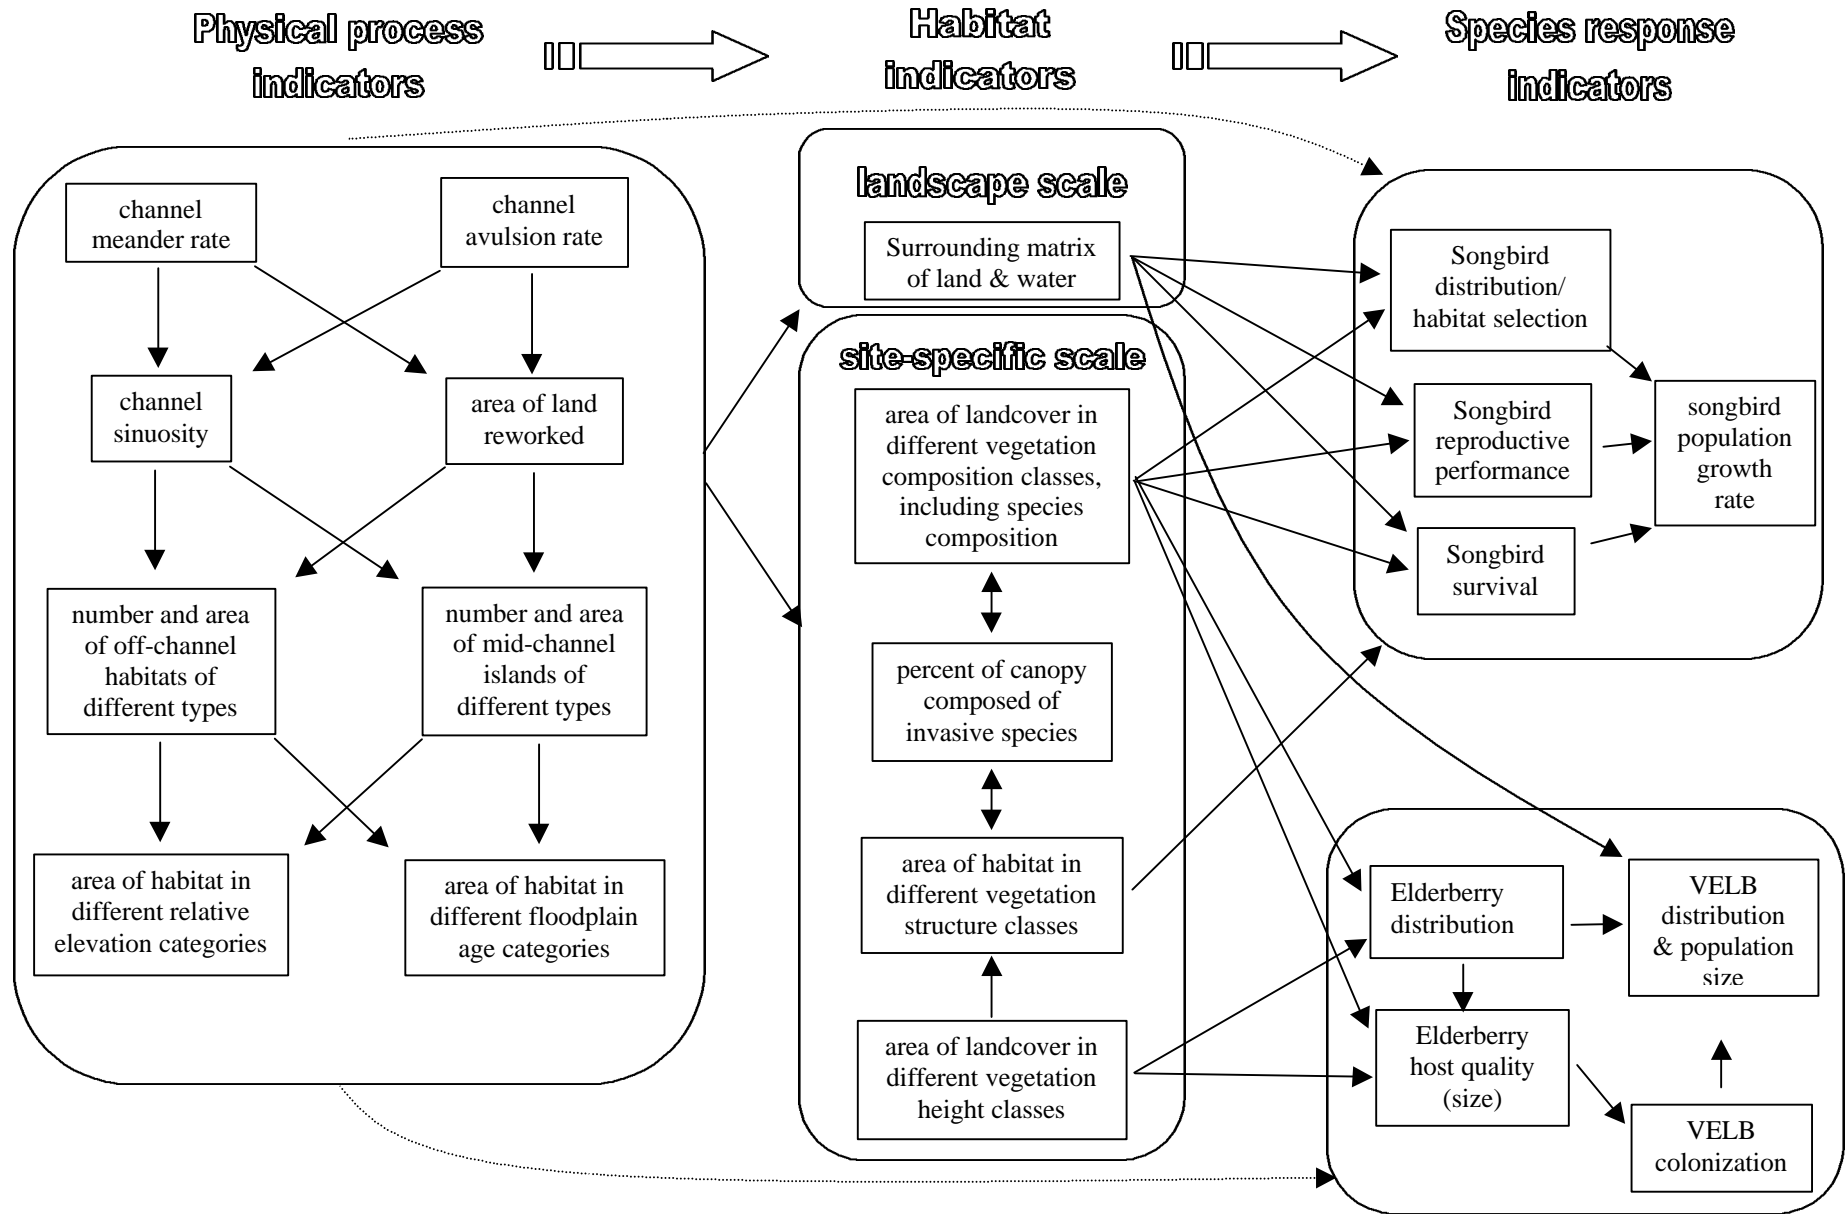 Physical process
indicators
Habitat
indicators
Species response
indicators
channel
meander rate
channel
avulsion rate
channel
sinuosity
area of land
reworked
number and area
of off-channel
habitats of
different types
number and area
of mid-channel
islands of
different types
area of habitat in
different relative
elevation categories
area of habitat in
different floodplain
age categories
landscape scale
Surrounding matrix
of land & water
site-specific scale
area of landcover in
different vegetation
composition classes,
including species
composition
percent of canopy
composed of
invasive species
area of habitat in
different vegetation
structure classes
area of landcover in
different vegetation
height classes
Songbird
distribution/
habitat selection
Songbird
reproductive
performance
Songbird
survival
songbird
population
growth
rate
Elderberry
distribution
Elderberry
host quality
(size)
VELB
distribution
& population
size
VELB
colonization